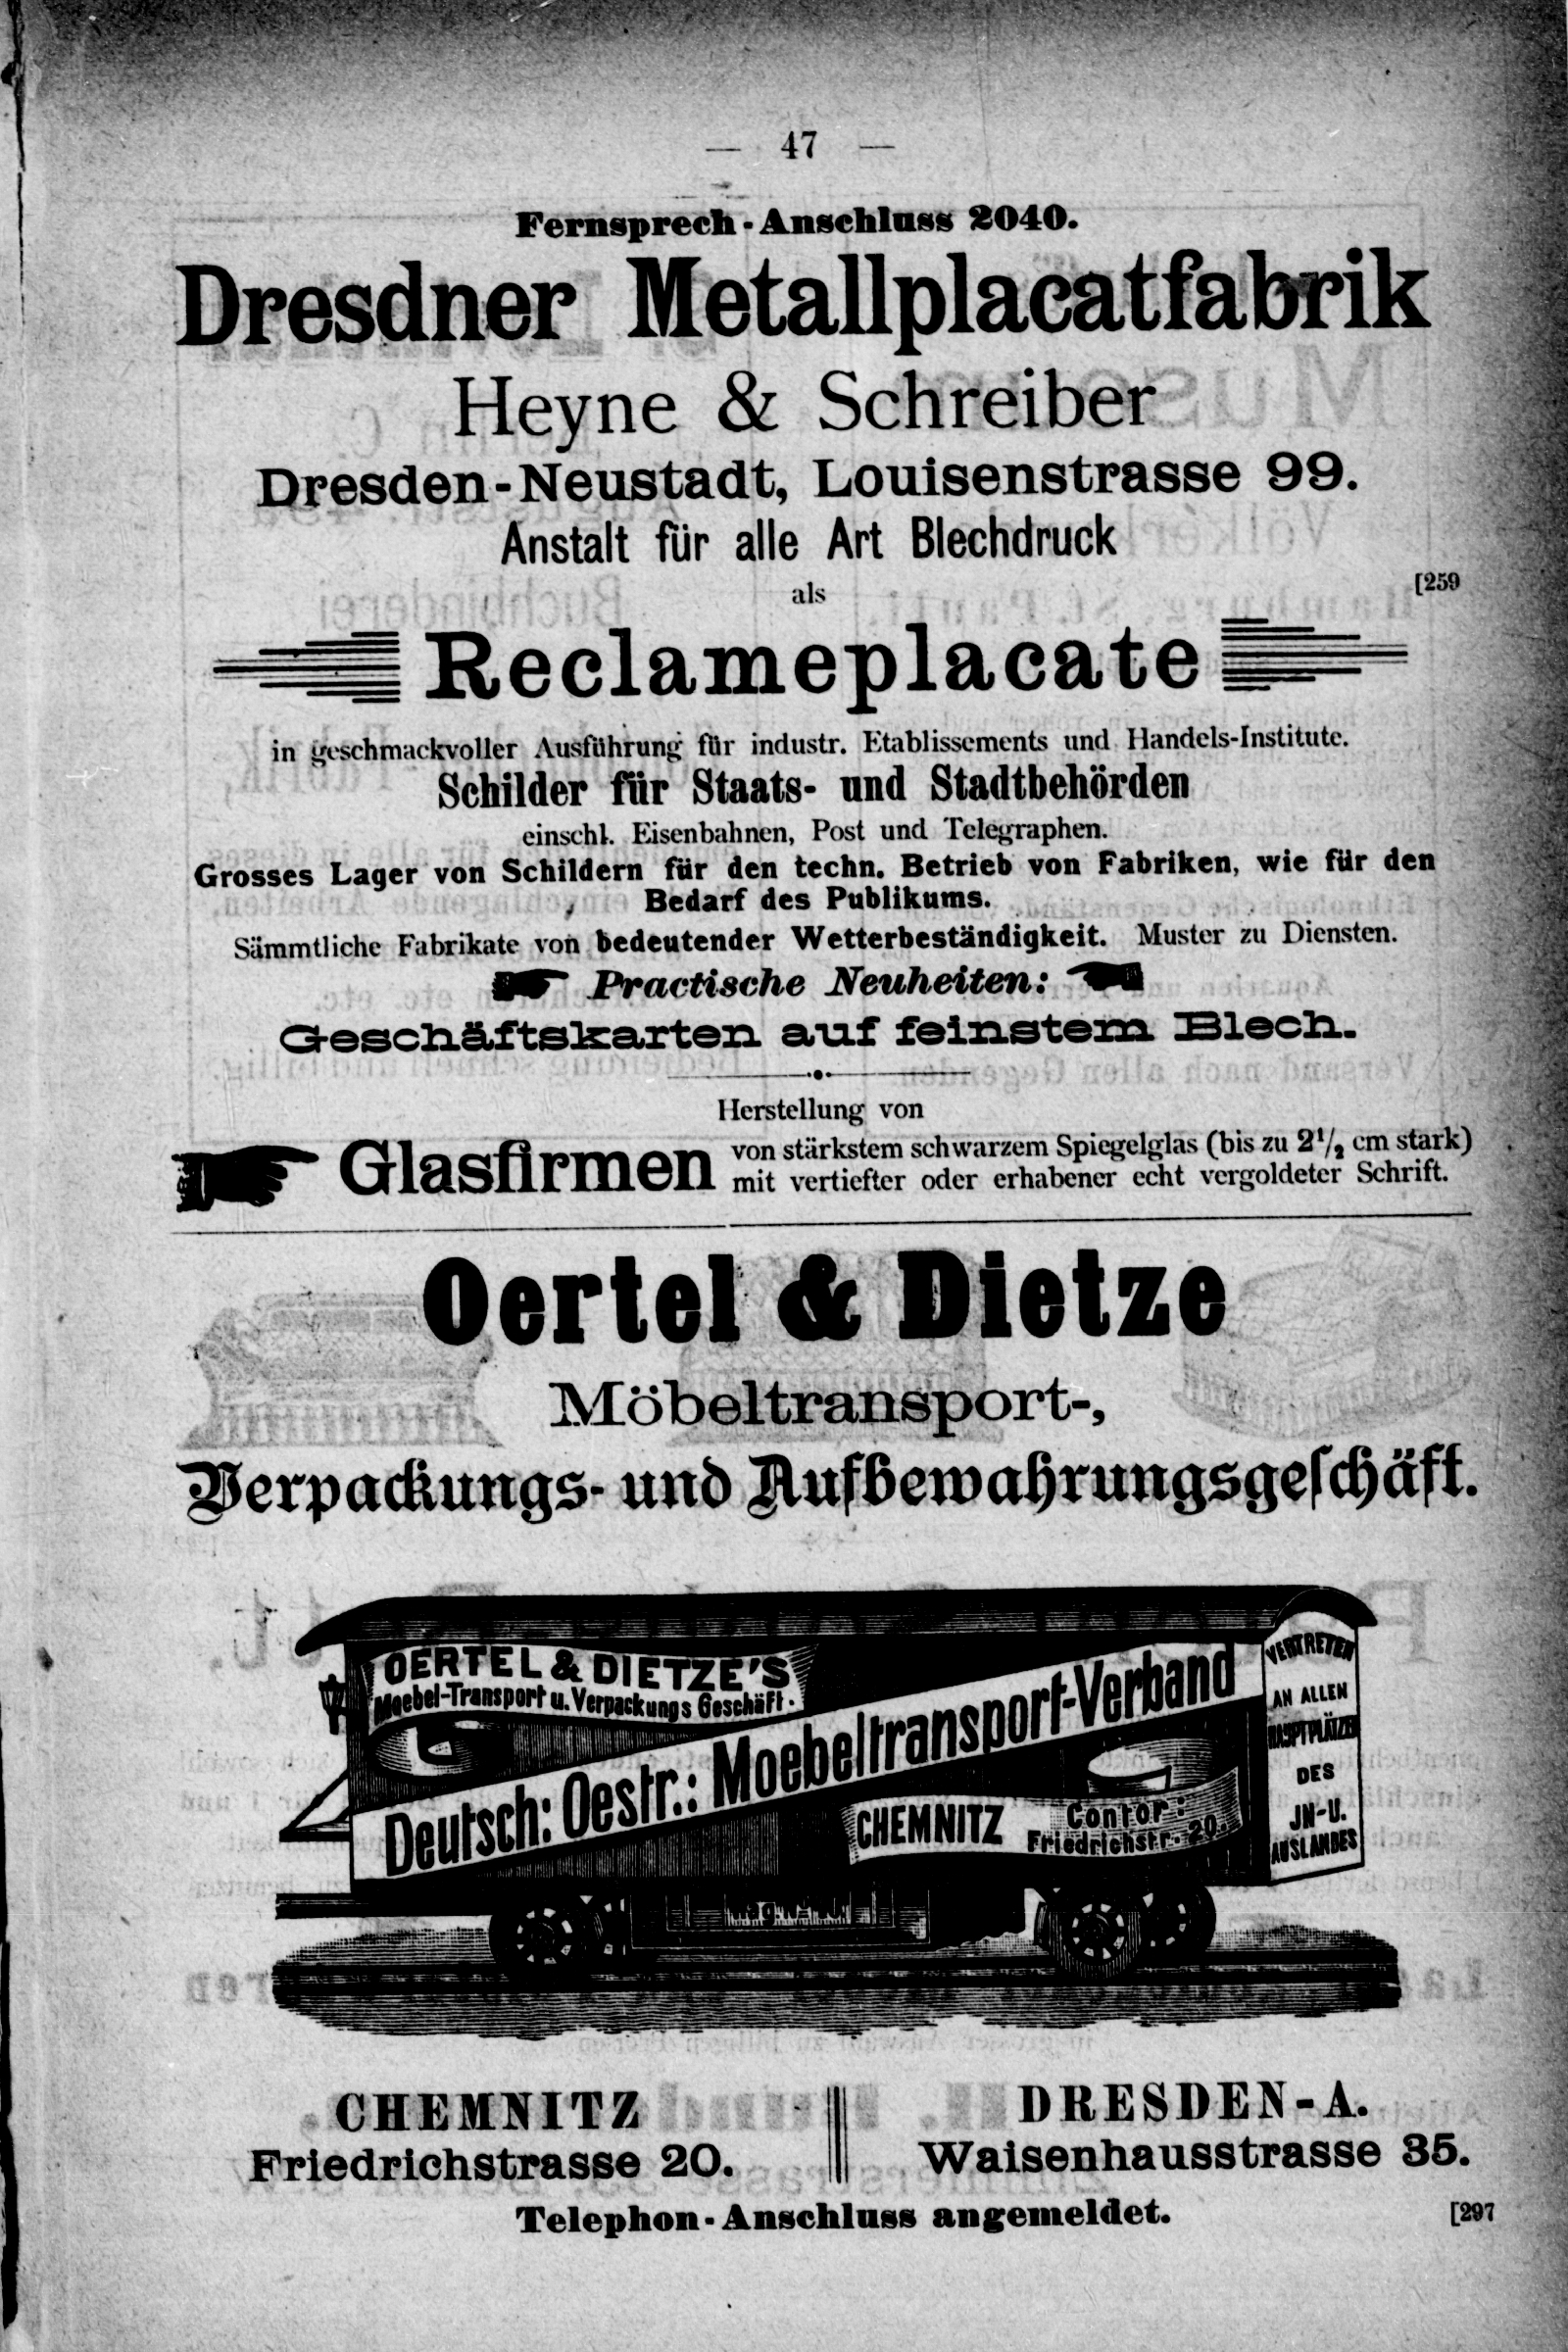 — 47 —
Fernsprech-Anschluss 2040.
Dresdner Metallplacatfabrik
Heyne & Schreiber
Dresden-Neustadt, Louisenstrasse 99.
Anstalt für alle Art Blechdruck
als
[259
Reclameplacate
in geschmackvoller Ausführung für industr. Etablissements und Handels-Institute.
Schilder für Staats- und Stadtbehörden
einschl. Eisenbahnen, Post und Telegraphen.
Grosses Lager von Schildern für den techn. Betrieb von Fabriken, wie für den
Bedarf des Publikums.
Sämmtliche Fabrikate von bedeutender Wetterbeständigkeit. Muster zu Diensten.
Practische Neuheiten:
Geschäftskarten auf feinstem Blech.
Herstellung von
Glasfirmen
von stärkstem schwarzem Spiegelglas (bis zu 2½ cm stark)
mit vertiefter oder erhabener echt vergoldeter Schrift.
Oertel & Dietze
Möbeltransport-,
Verpackungs- und Aufbewahrungsgeſchäft.
OERTEL & DIETZE'S
Moebel-Transport u. Verpackungs Geschäft.
Deutsch: Oestr.: Moebeltransport-Verband
CHEMNITZ Contor:
Friedrichstr. 20.
VERTRETEN
AN ALLEN
HAUPTPLÄTZEN
DES
JN-U.
AUSLANDES
CHEMNITZ
Friedrichstrasse 20.
DRESDEN-A.
Waisenhausstrasse 35.
Telephon-Anschluss angemeldet.
[297